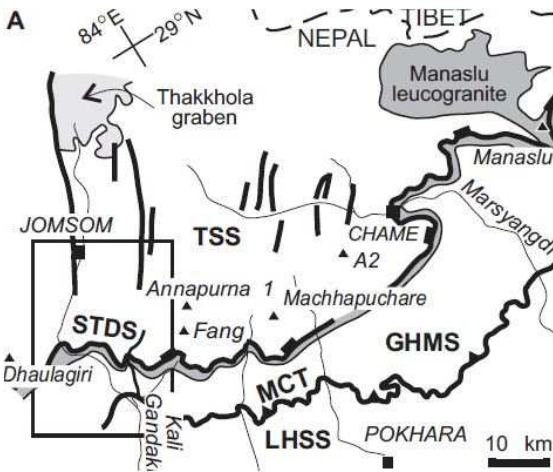 A
84°E
29°N
TIBET
NEPAL
Manaslu
leucogranite
Thakkhola
graben
Manaslu
Marsyangdi
JOMSOM
TSS
CHAME
A2
Annapurna 1
Machhapuchare
STDS
Fang
GHMS
Dhaulagiri
MCT
Kali
Gandaki
LHSS
POKHARA
10 km